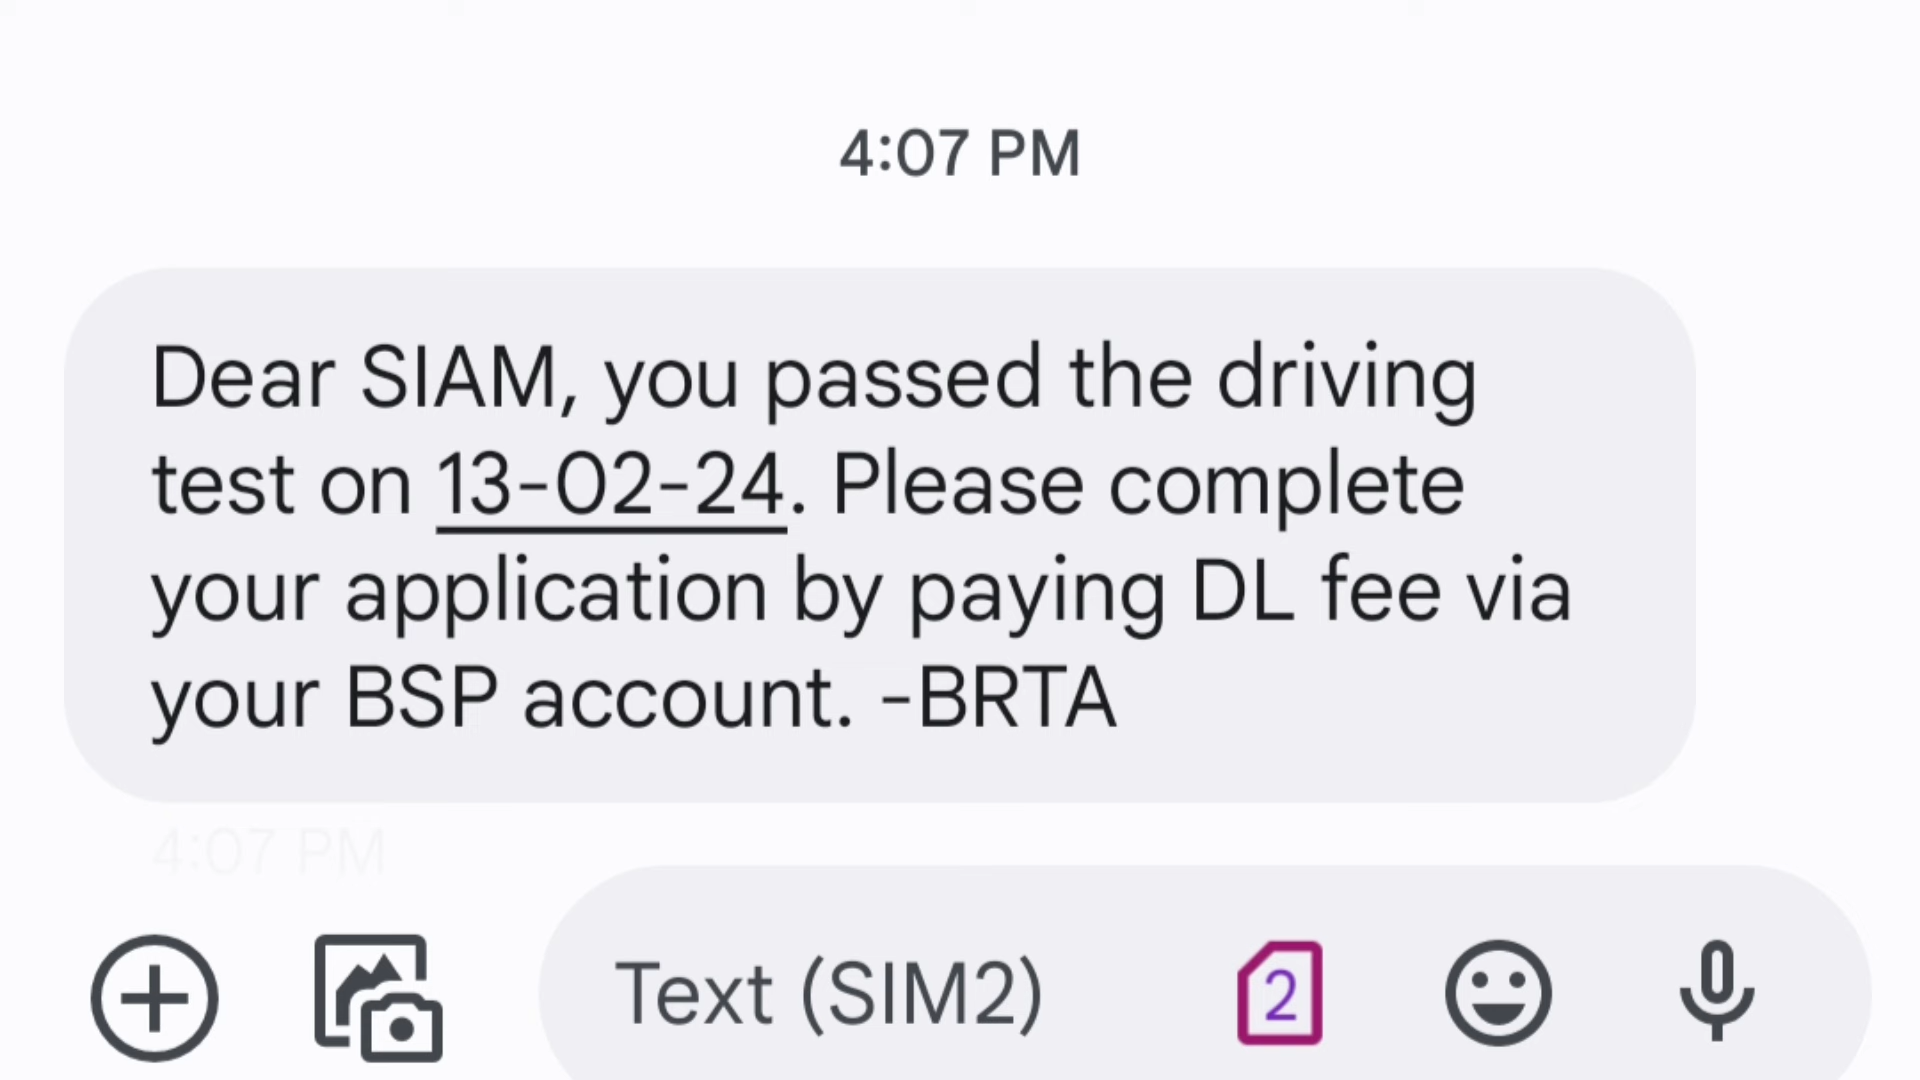 4:07 PM
Dear SIAM, you passed the driving
test on 13-02-24. Please complete
your application by paying DL fee via
your BSP account. -BRTA
4:07 PM
Text (SIM2)
2